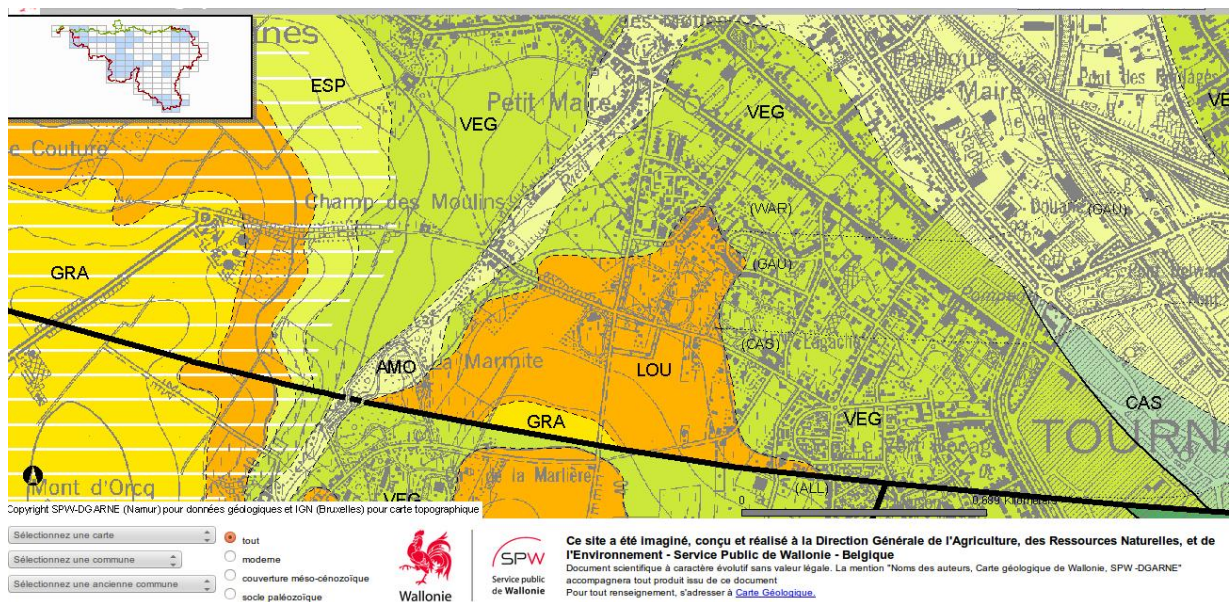 ESP
VEG
Petit Maire
VEG
Faubourg
de Maire
Pont des
Couture
Champ des Moulins
(WAR)
Douane
(GAU)
GRA
(GAU)
Marmite
(CAS)
AMO
LOU
CAS
GRA
VEG
TOURN
de la Marlière
Mont d'Orcq
VEG
(ALL)
0
Copyright SPW-DGARNE (Namur) pour données géologiques et IGN (Bruxelles) pour carte topographique
Sélectionnez une carte
Sélectionnez une commune
Sélectionnez une ancienne commune
tout
moderne
couverture méso-cénozoïque
socle paléozoïque
Wallonie
SPW
Service public
de Wallonie
Ce site a été imaginé, conçu et réalisé à la Direction Générale de l'Agriculture, des Ressources Naturelles, et de
l'Environnement - Service Public de Wallonie - Belgique
Document scientifique à caractère évolutif sans valeur légale. La mention "Noms des auteurs, Carte géologique de Wallonie, SPW -DGARNE"
accompagnera tout produit issu de ce document
Pour tout renseignement, s'adresser à Carte Géologique.